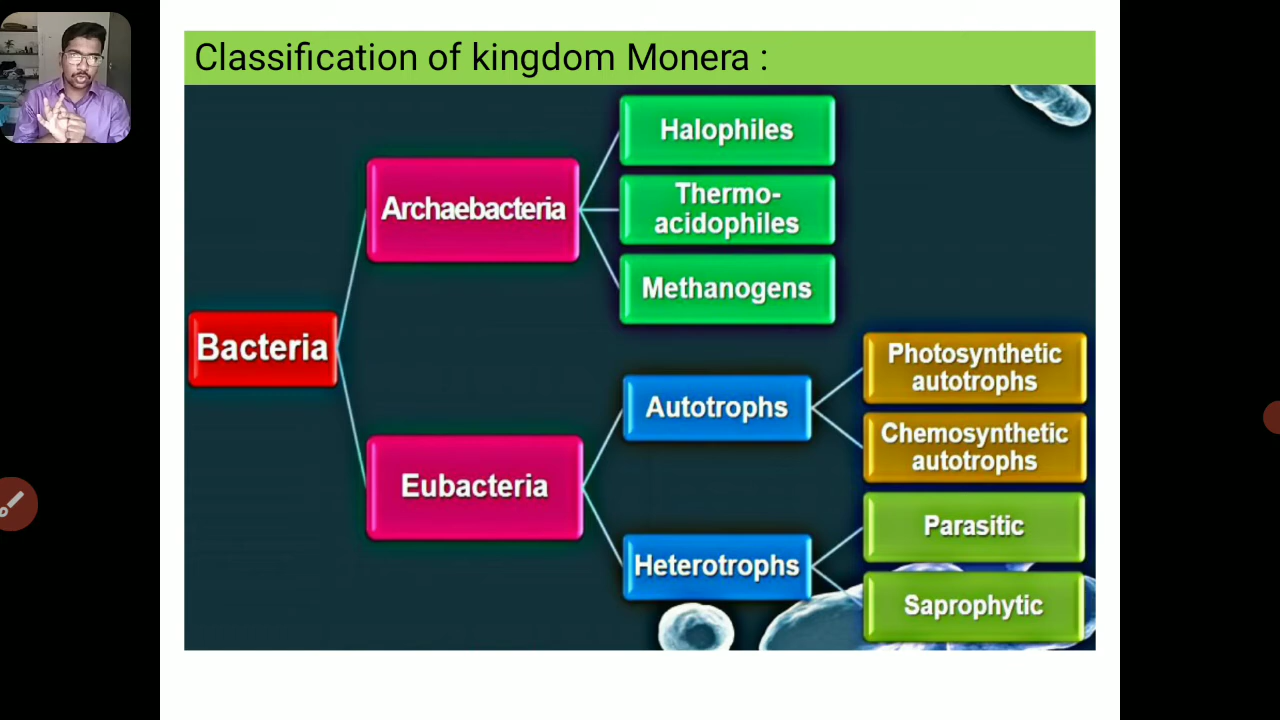 Classification of kingdom Monera :
Halophiles
Thermo-
acidophiles
Methanogens
Archaebacteria
Bacteria
Eubacteria
Autotrophs
Heterotrophs
Photosynthetic
autotrophs
Chemosynthetic
autotrophs
Parasitic
Saprophytic